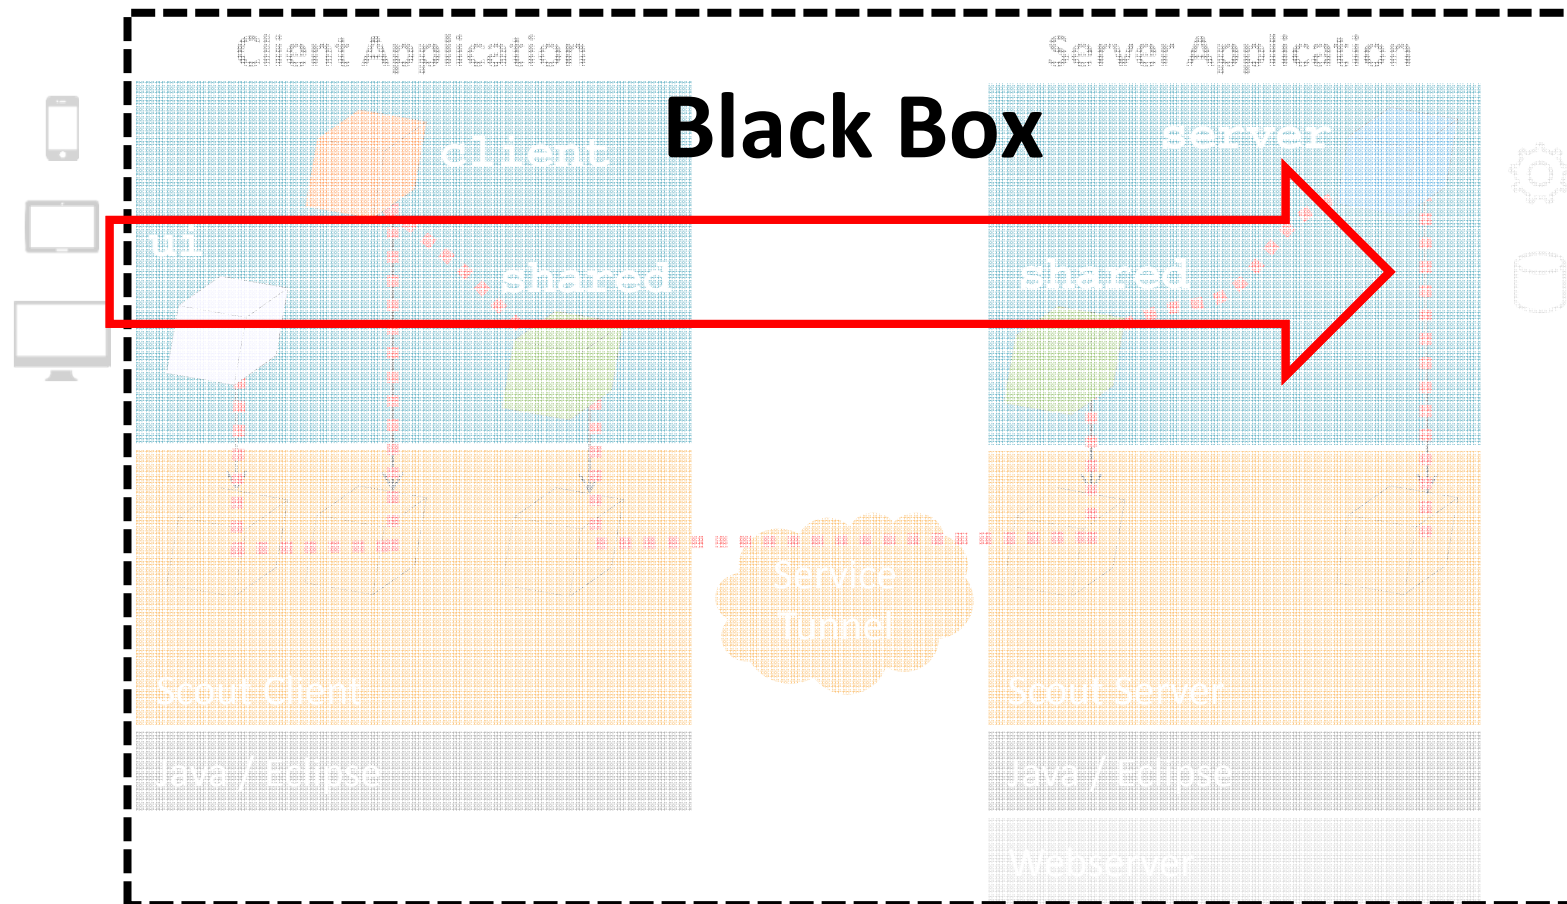 Client Application
Server Application
Black Box
client
server
ui
shared
shared
Service
Tunnel
Scout Client
Scout Server
Java / Eclipse
Java / Eclipse
Webserver